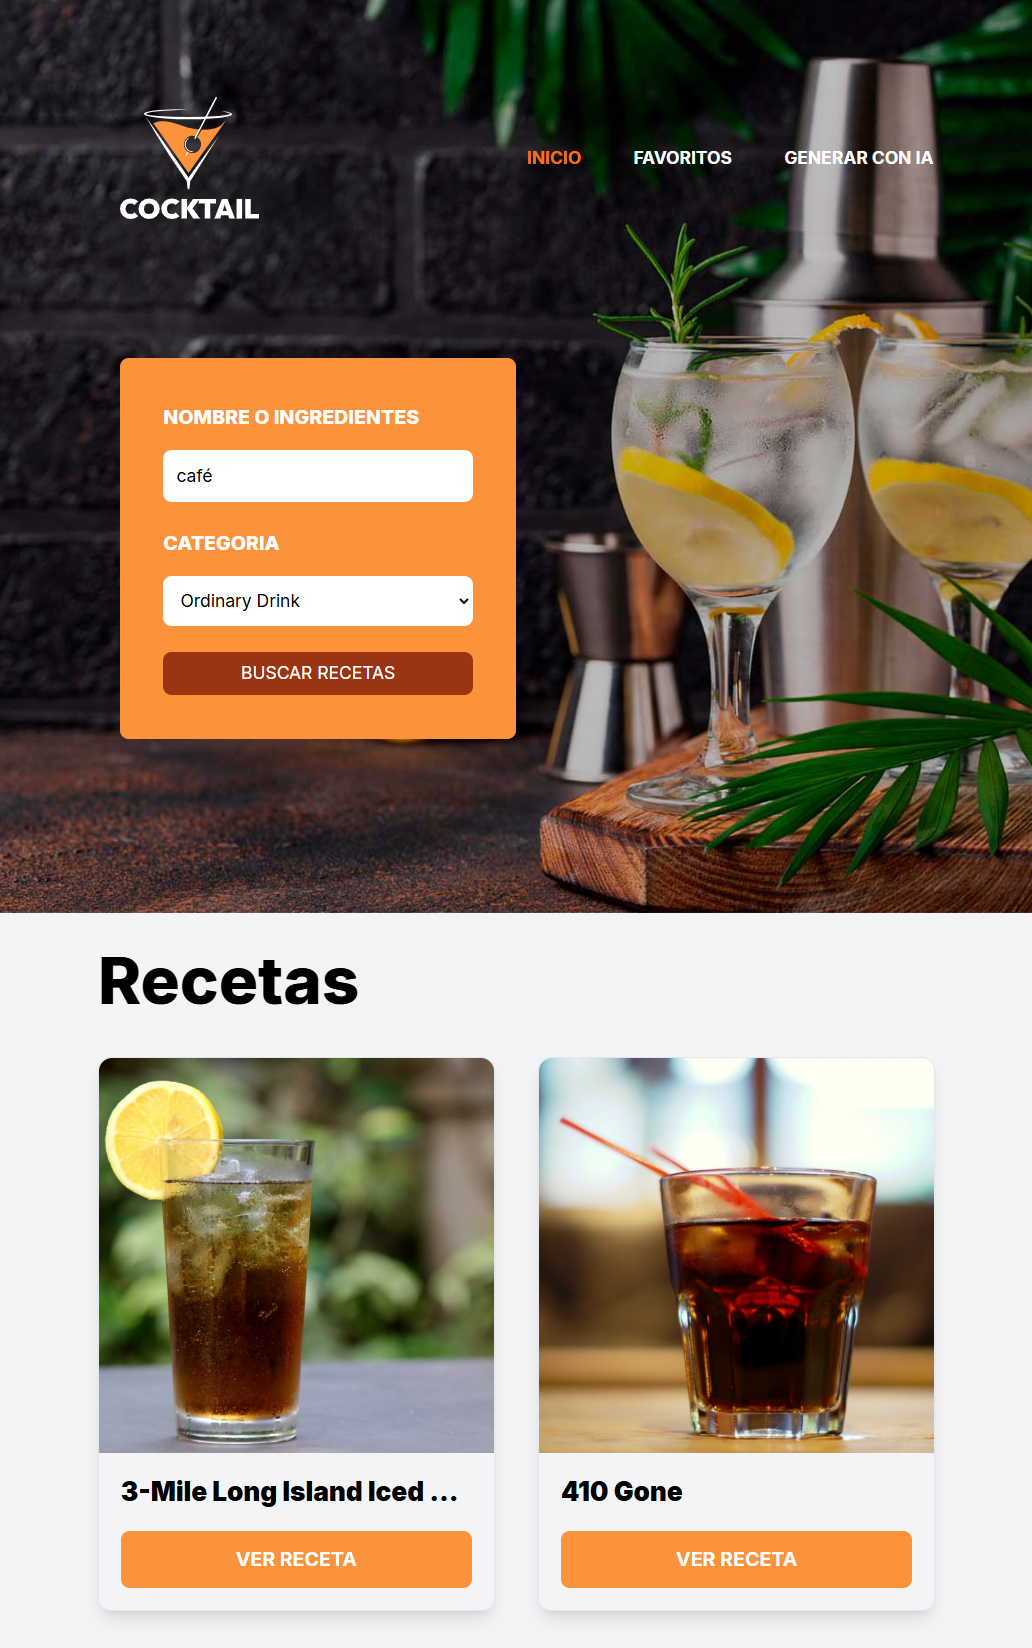 COCKTAIL
INICIO FAVORITOS GENERAR CON IA
NOMBRE O INGREDIENTES
café
CATEGORIA
Ordinary Drink
BUSCAR RECETAS
Recetas
3-Mile Long Island Iced ...
VER RECETA
410 Gone
VER RECETA